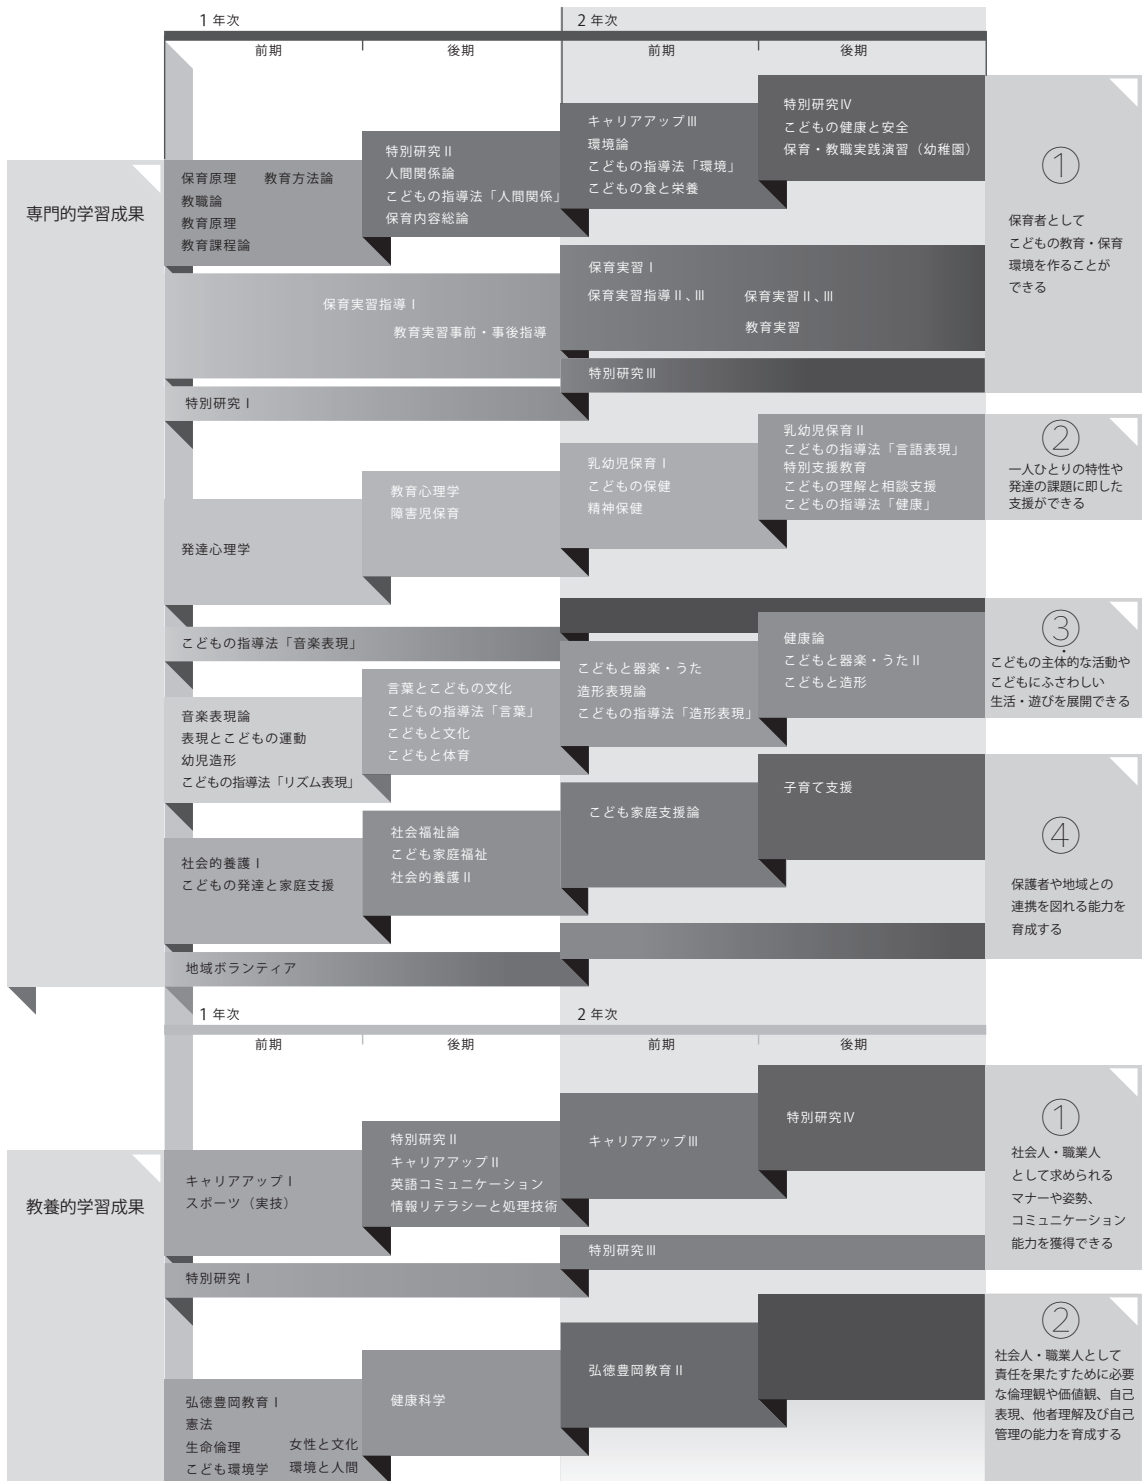 1 年次
2 年次
前期
後期
前期
後期
専門的学習成果
保育原理 教育方法論
教職論
教育原理
教育課程論
特別研究Ⅱ
人間関係論
こどもの指導法「人間関係」
保育内容総論
キャリアアップⅢ
環境論
こどもの指導法「環境」
こどもの食と栄養
特別研究Ⅳ
こどもの健康と安全
保育・教職実践演習（幼稚園）
①
保育者として
こどもの教育・保育
環境を作ることが
できる
保育実習指導Ⅰ
教育実習事前・事後指導
保育実習Ⅰ
保育実習指導Ⅱ、Ⅲ
保育実習Ⅱ、Ⅲ
教育実習
特別研究Ⅰ
特別研究Ⅲ
発達心理学
教育心理学
障害児保育
乳幼児保育Ⅰ
こどもの保健
精神保健
乳幼児保育Ⅱ
こどもの指導法「言語表現」
特別支援教育
こどもの理解と相談支援
こどもの指導法「健康」
②
一人ひとりの特性や
発達の課題に即した
支援ができる
こどもの指導法「音楽表現」
音楽表現論
表現とこどもの運動
幼児造形
こどもの指導法「リズム表現」
言葉とこどもの文化
こどもの指導法「言葉」
こどもと文化
こどもと体育
こどもと器楽・うた
造形表現論
こどもの指導法「造形表現」
健康論
こどもと器楽・うたⅡ
こどもと造形
③
こどもの主体的な活動や
こどもにふさわしい
生活・遊びを展開できる
社会的養護Ⅰ
こどもの発達と家庭支援
社会福祉論
こども家庭福祉
社会的養護Ⅱ
こども家庭支援論
子育て支援
④
保護者や地域との
連携を図れる能力を
育成する
地域ボランティア
1 年次
2 年次
前期
後期
前期
後期
教養的学習成果
キャリアアップⅠ
スポーツ（実技）
特別研究Ⅱ
キャリアアップⅡ
英語コミュニケーション
情報リテラシーと処理技術
キャリアアップⅢ
特別研究Ⅳ
①
社会人・職業人
として求められる
マナーや姿勢、
コミュニケーション
能力を獲得できる
特別研究Ⅰ
特別研究Ⅲ
弘徳豊岡教育Ⅰ
憲法
生命倫理 女性と文化
こども環境学 環境と人間
健康科学
弘徳豊岡教育Ⅱ
②
社会人・職業人として
責任を果たすために必要
な倫理観や価値観、自己
表現、他者理解及び自己
管理の能力を育成する